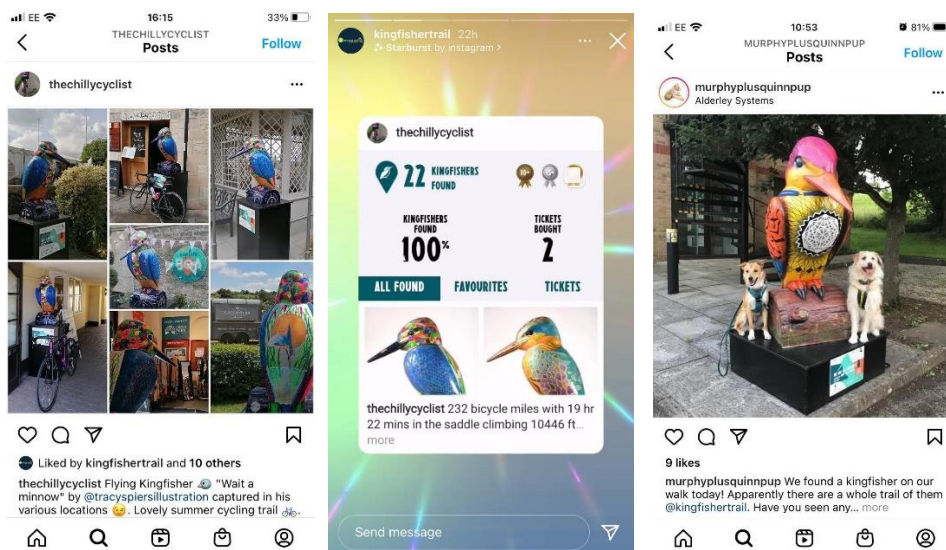 EE
16:15
33%
THECHILLYCYCLIST
Posts
Follow
thechillycyclist
Liked by kingfishertrail and 10 others
thechillycyclist Flying Kingfisher "Wait a
minnow" by @tracyspiersillustration captured in his
various locations 😉. Lovely summer cycling trail 🚲.
kingfishertrail 22h
Starburst by instagram >
thechillycyclist
22 KINGFISHERS
FOUND
10+
KINGFISHERS
FOUND
100%
TICKETS
BOUGHT
2
ALL FOUND
FAVOURITES
TICKETS
thechillycyclist 232 bicycle miles with 19 hr
22 mins in the saddle climbing 10446 ft...
more
Send message
EE
10:53
81%
MURPHYPLUSQUINNPUP
Posts
Follow
murphyplusquinnpup
Alderley Systems
9 likes
murphyplusquinnpup We found a kingfisher on our
walk today! Apparently there are a whole trail of them
@kingfishertrail. Have you seen any... more